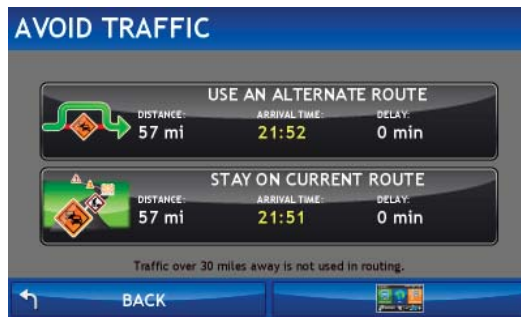 AVOID TRAFFIC
USE AN ALTERNATE ROUTE
DISTANCE: ARRIVAL TIME: DELAY:
57 mi 21:52 0 min
STAY ON CURRENT ROUTE
DISTANCE: ARRIVAL TIME: DELAY:
57 mi 21:51 0 min
Traffic over 30 miles away is not used in routing.
BACK